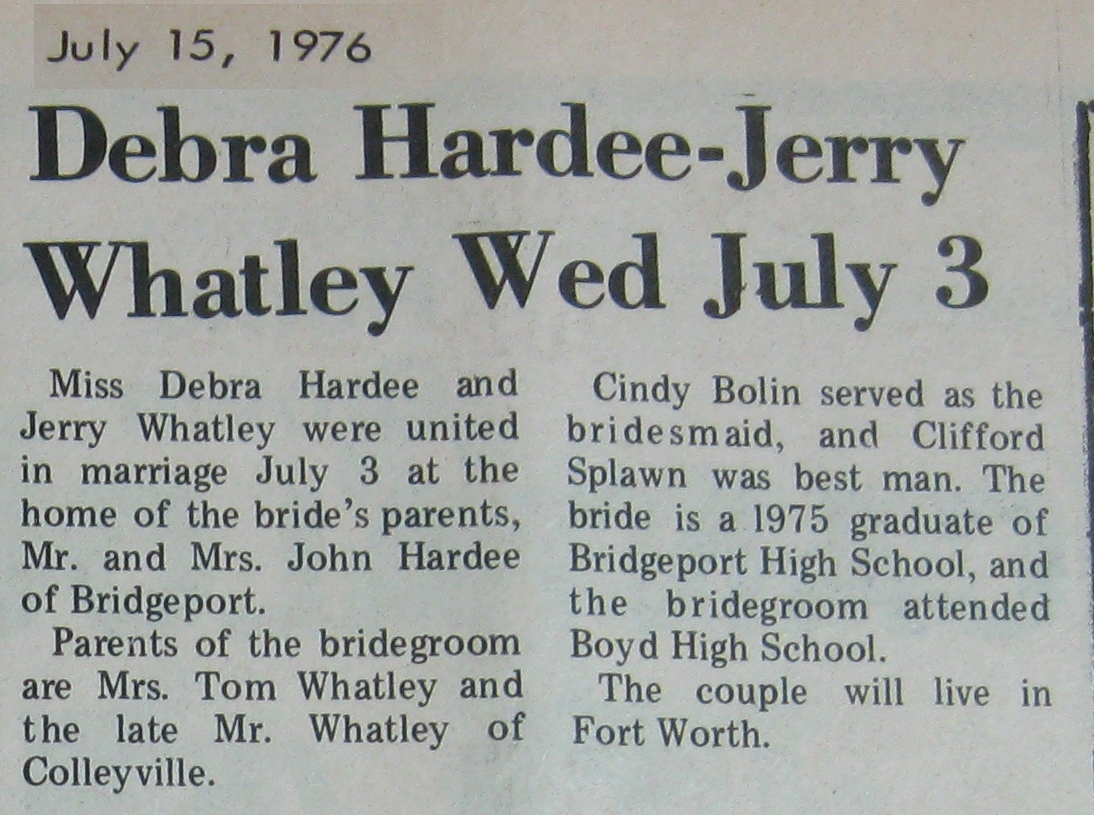 July 15, 1976
Debra Hardee-Jerry
Whatley Wed July 3
Miss Debra Hardee and
Jerry Whatley were united
in marriage July 3 at the
home of the bride's parents,
Mr. and Mrs. John Hardee
of Bridgeport.
Parents of the bridegroom
are Mrs. Tom Whatley and
the late Mr. Whatley of
Colleyville.
Cindy Bolin served as the
bridesmaid, and Clifford
Splawn was best man. The
bride is a 1975 graduate of
Bridgeport High School, and
the bridegroom attended
Boyd High School.
The couple will live in
Fort Worth.